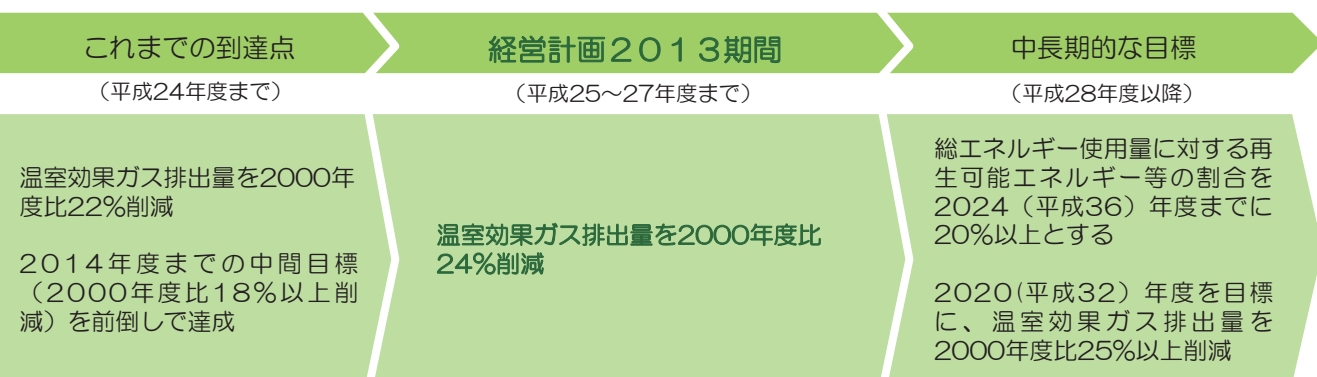 これまでの到達点
経営計画2013期間
中長期的な目標
（平成24年度まで）
（平成25～27年度まで）
（平成28年度以降）
温室効果ガス排出量を2000年
度比22%削減
2014年度までの中間目標
（2000年度比18%以上削
減）を前倒しで達成
温室効果ガス排出量を2000年度比
24%削減
総エネルギー使用量に対する再
生可能エネルギー等の割合を
2024（平成36）年度までに
20%以上とする
2020(平成32）年度を目標
に、温室効果ガス排出量を
2000年度比25%以上削減